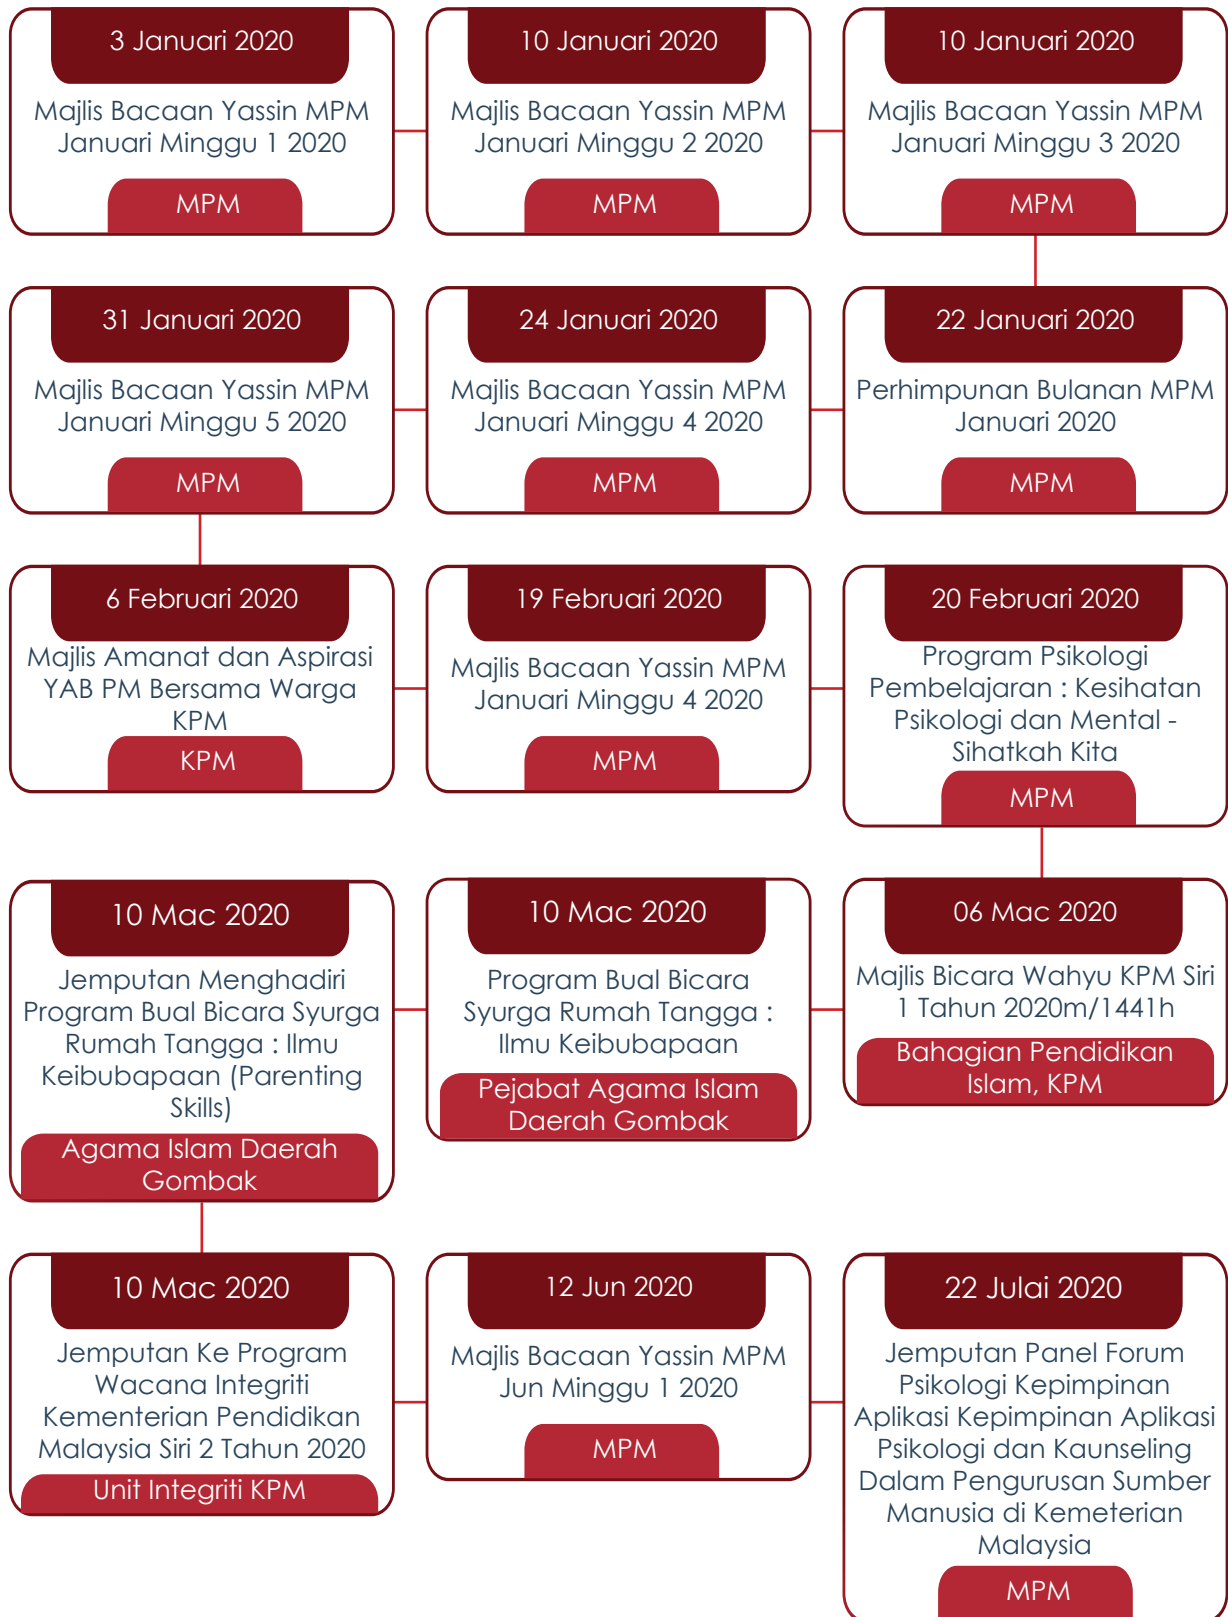 3 Januari 2020
Majlis Bacaan Yassin MPM
Januari Minggu 1 2020
MPM
10 Januari 2020
Majlis Bacaan Yassin MPM
Januari Minggu 2 2020
MPM
10 Januari 2020
Majlis Bacaan Yassin MPM
Januari Minggu 3 2020
MPM
31 Januari 2020
Majlis Bacaan Yassin MPM
Januari Minggu 5 2020
MPM
24 Januari 2020
Majlis Bacaan Yassin MPM
Januari Minggu 4 2020
MPM
22 Januari 2020
Perhimpunan Bulanan MPM
Januari 2020
MPM
6 Februari 2020
Majlis Amanat dan Aspirasi
YAB PM Bersama Warga
KPM
KPM
19 Februari 2020
Majlis Bacaan Yassin MPM
Januari Minggu 4 2020
MPM
20 Februari 2020
Program Psikologi
Pembelajaran : Kesihatan
Psikologi dan Mental -
Sihatkah Kita
MPM
10 Mac 2020
Jemputan Menghadiri
Program Bual Bicara Syurga
Rumah Tangga : Ilmu
Keibubapaan (Parenting
Skills)
Agama Islam Daerah
Gombak
10 Mac 2020
Program Bual Bicara
Syurga Rumah Tangga :
Ilmu Keibubapaan
Pejabat Agama Islam
Daerah Gombak
06 Mac 2020
Majlis Bicara Wahyu KPM Siri
1 Tahun 2020m/1441h
Bahagian Pendidikan
Islam, KPM
10 Mac 2020
Jemputan Ke Program
Wacana Integriti
Kementerian Pendidikan
Malaysia Siri 2 Tahun 2020
Unit Integriti KPM
12 Jun 2020
Majlis Bacaan Yassin MPM
Jun Minggu 1 2020
MPM
22 Julai 2020
Jemputan Panel Forum
Psikologi Kepimpinan
Aplikasi Kepimpinan Aplikasi
Psikologi dan Kaunseling
Dalam Pengurusan Sumber
Manusia di Kemeterian
Malaysia
MPM